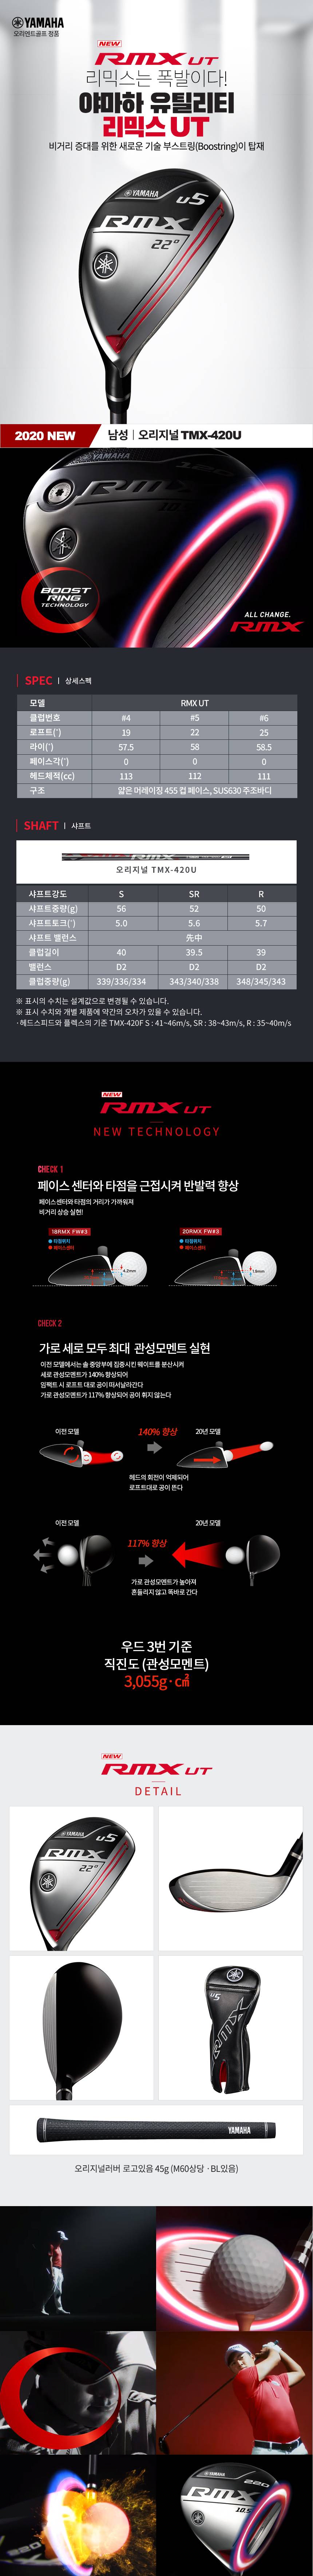 YAMAHA
오리엔트골프 정품
NEW
RMX UT
리믹스는 폭발이다!
야마하 유틸리티
리믹스 UT
비거리 증대를 위한 새로운 기술 부스트링(Boostring)이 탑재
YAMAHA
U5
RMX
22°
2020 NEW
남성 | 오리지널 TMX-420U
YAMAHA
120
RMX
10.5
BOOST
RING
TECHNOLOGY
ALL CHANGE.
RMX
SPEC | 상세스펙
모델 RMX UT
클럽번호 #4 #5 #6
로프트(°) 19 22 25
라이(°) 57.5 58 58.5
페이스각(°) 0 0 0
헤드체적(cc) 113 112 111
구조 얇은 머레이징 455 컵 페이스, SUS630 주조바디
SHAFT | 샤프트
오리지널 TMX-420U
샤프트강도 S SR R
샤프트중량(g) 56 52 50
샤프트토크(°) 5.0 5.6 5.7
샤프트 밸런스 先中
클럽길이 40 39.5 39
밸런스 D2 D2 D2
클럽중량(g) 339/336/334 343/340/338 348/345/343
※ 표시의 수치는 설계값으로 변경될 수 있습니다.
※ 표시 수치와 개별 제품에 약간의 오차가 있을 수 있습니다.
· 헤드스피드와 플렉스의 기준 TMX-420F S : 41~46m/s, SR : 38~43m/s, R : 35~40m/s
NEW
RMX UT
NEW TECHNOLOGY
CHECK 1
페이스 센터와 타점을 근접시켜 반발력 향상
페이스센터와 타점의 거리가 가까워져
비거리 상승 실현!
18RMX FW#3
타점위치
페이스센터
4.2mm
20RMX FW#3
타점위치
페이스센터
1.9mm
CHECK 2
가로 세로 모두 최대 관성모멘트 실현
이전 모델에서는 솔 중앙부에 집중시킨 웨이트를 분산시켜
세로 관성모멘트가 140% 향상되어
임팩트 시 로프트 대로 공이 떠서 날라간다
가로 관성모멘트가 117% 향상되어 공이 휘지 않는다
이전 모델
140% 향상
20년 모델
헤드의 회전이 억제되어
로프트대로 공이 뜬다
이전 모델
117% 향상
20년 모델
가로 관성모멘트가 높아져
흔들리지 않고 똑바로 간다
우드 3번 기준
직진도 (관성모멘트)
3,055g·㎠
NEW
RMX UT
DETAIL
YAMAHA
U5
RMX
22°
U5
RMX
YAMAHA
오리지널러버 로고있음 45g (M60상당 · BL있음)
YAMAHA
RMX
220
10.5